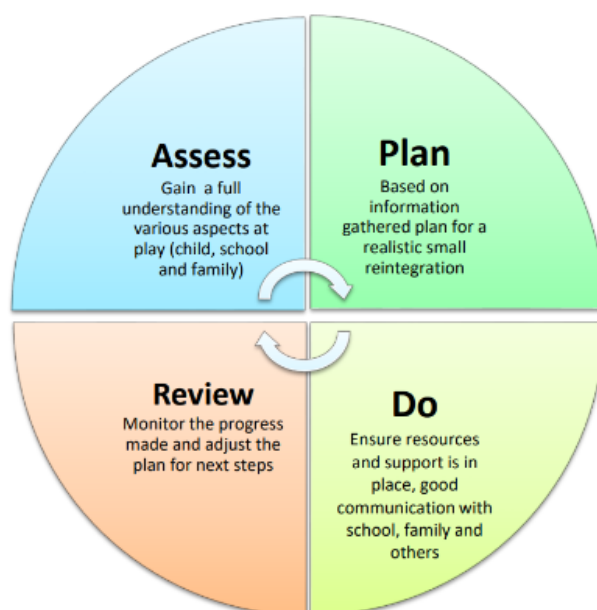 Assess
Gain a full
understanding of the
various aspects at
play (child, school
and family)
Plan
Based on
information
gathered plan for a
realistic small
reintegration
Review
Monitor the progress
made and adjust the
plan for next steps
Do
Ensure resources
and support is in
place, good
communication with
school, family and
others